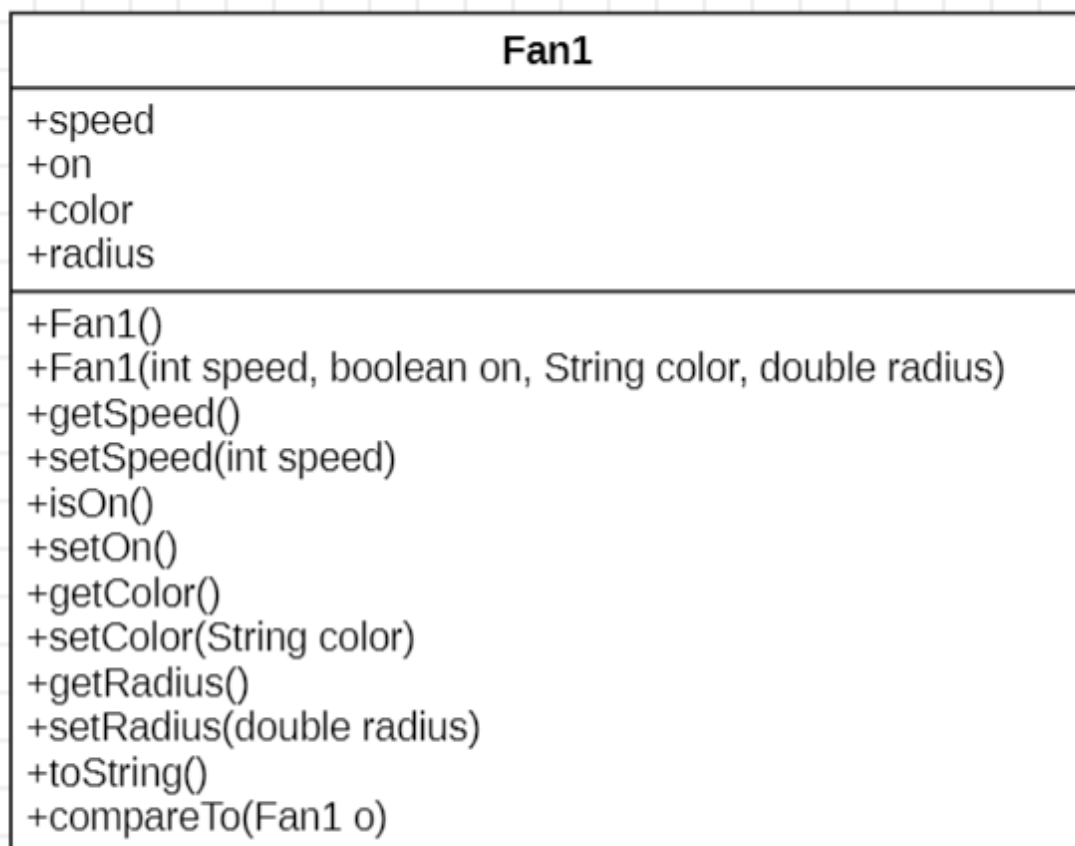 Fan1
+speed
+on
+color
+radius
+Fan1()
+Fan1(int speed, boolean on, String color, double radius)
+getSpeed()
+setSpeed(int speed)
+isOn()
+setOn()
+getColor()
+setColor(String color)
+getRadius()
+setRadius(double radius)
+toString()
+compareTo(Fan1 o)